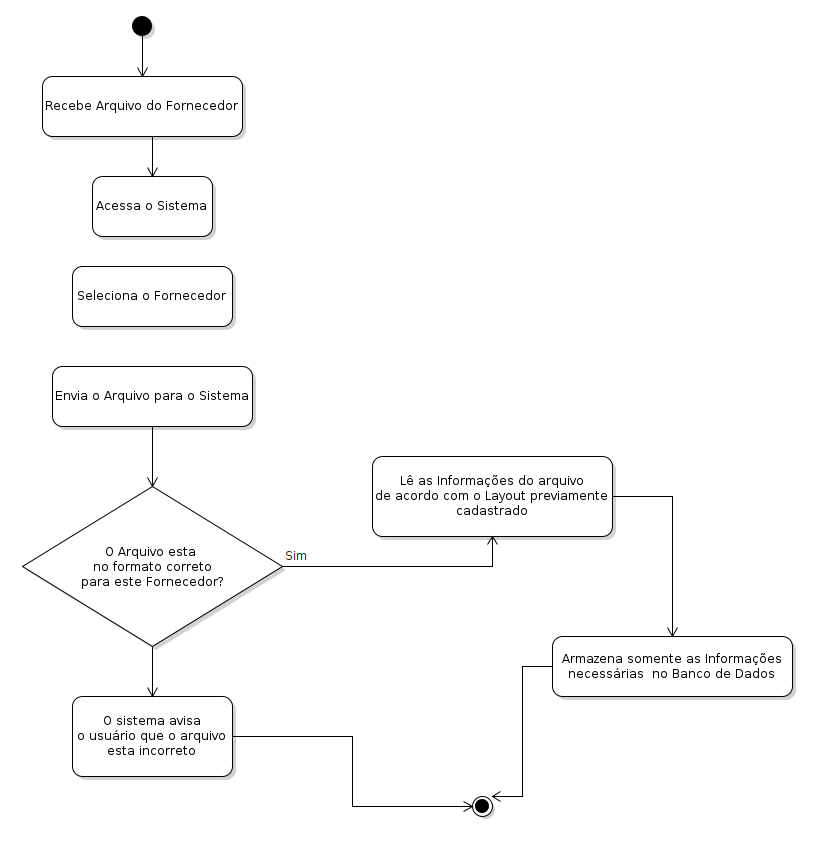 Recebe Arquivo do Fornecedor
Acessa o Sistema
Seleciona o Fornecedor
Envia o Arquivo para o Sistema
O Arquivo esta
no formato correto
para este Fornecedor?
Sim
Lê as Informações do arquivo
de acordo com o Layout previamente
cadastrado
Armazena somente as Informações
necessárias no Banco de Dados
O sistema avisa
o usuário que o arquivo
esta incorreto